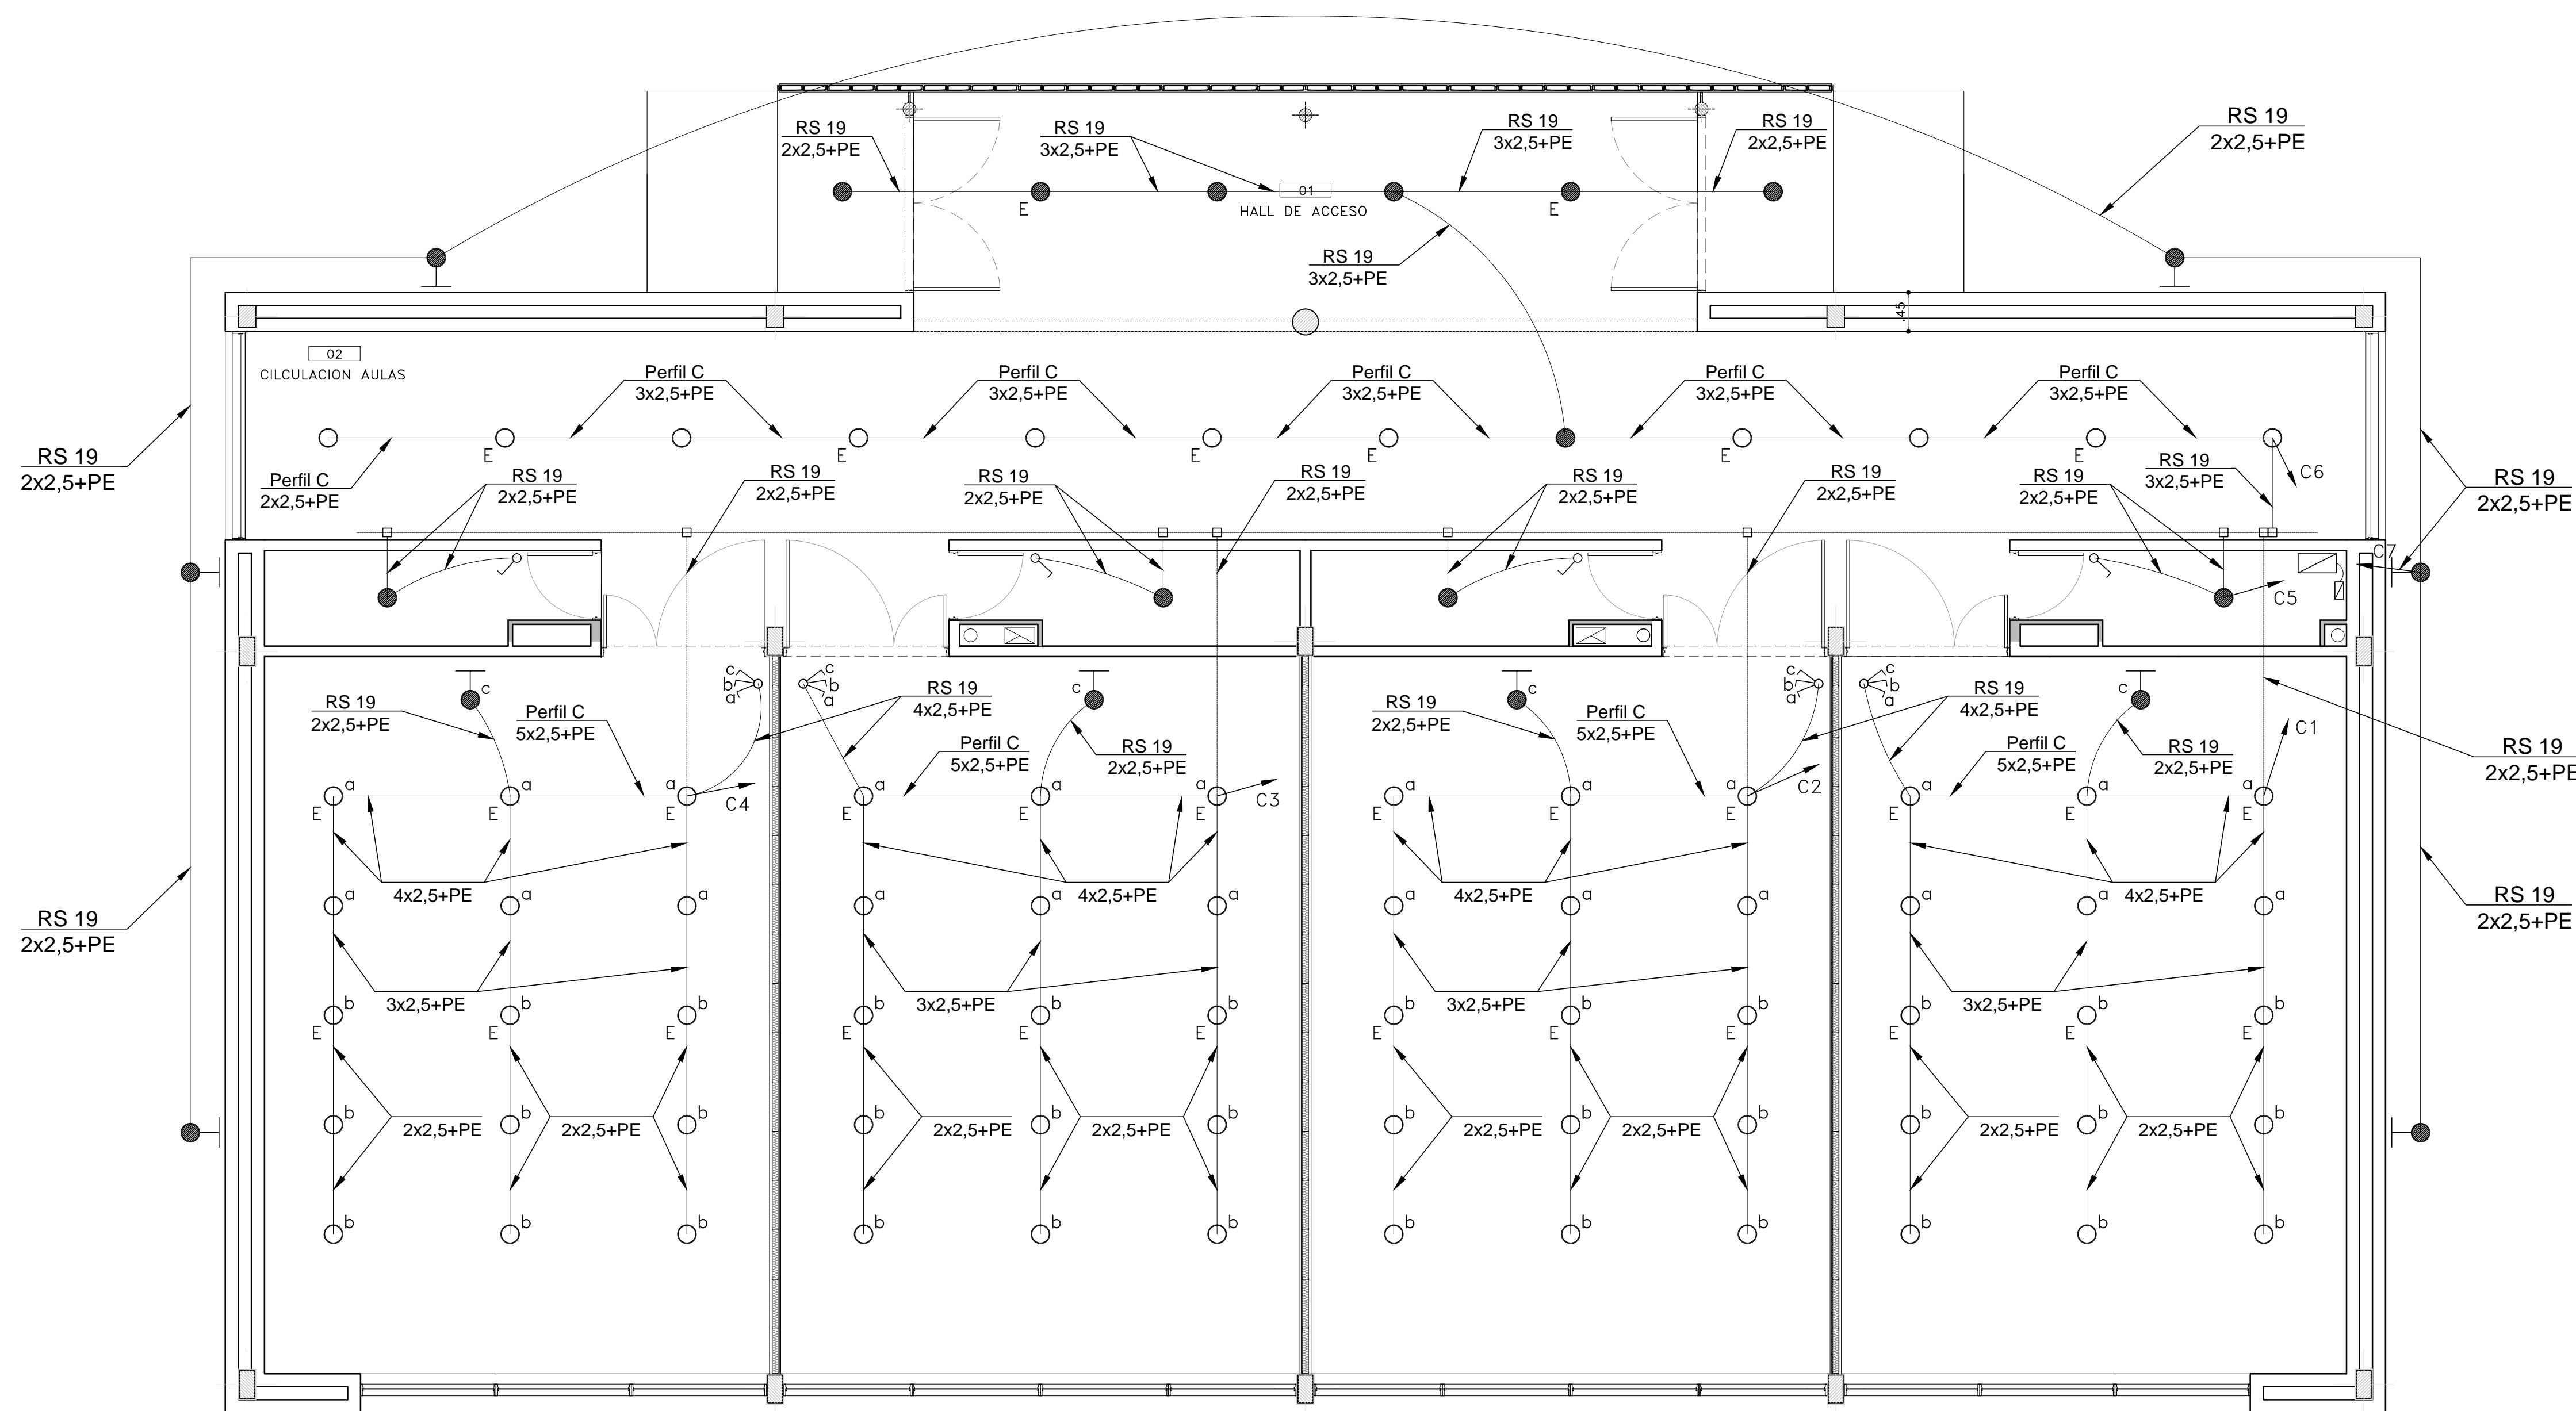 RS 19
2x2,5+PE
RS 19
3x2,5+PE
RS 19
3x2,5+PE
RS 19
2x2,5+PE
RS 19
2x2,5+PE
01
HALL DE ACCESO
E
E
RS 19
3x2,5+PE
.45
02
CILCULACION AULAS
Perfil C
3x2,5+PE
Perfil C
3x2,5+PE
Perfil C
3x2,5+PE
Perfil C
3x2,5+PE
Perfil C
3x2,5+PE
E
E
E
E
E
E
RS 19
2x2,5+PE
Perfil C
2x2,5+PE
RS 19
2x2,5+PE
RS 19
2x2,5+PE
RS 19
2x2,5+PE
RS 19
2x2,5+PE
RS 19
2x2,5+PE
RS 19
2x2,5+PE
RS 19
2x2,5+PE
RS 19
3x2,5+PE
C6
RS 19
2x2,5+PE
C7
C5
c
b
a
c
b
a
c
b
a
c
b
a
c
c
c
c
RS 19
2x2,5+PE
Perfil C
5x2,5+PE
RS 19
4x2,5+PE
Perfil C
5x2,5+PE
RS 19
2x2,5+PE
RS 19
2x2,5+PE
Perfil C
5x2,5+PE
RS 19
4x2,5+PE
Perfil C
5x2,5+PE
RS 19
2x2,5+PE
C1
RS 19
2x2,5+PE
a a a a a a a a a a a a
E E E E E E E E E E E E
C4
C3
C2
4x2,5+PE
4x2,5+PE
4x2,5+PE
4x2,5+PE
a a a a a a a a a a a a
RS 19
2x2,5+PE
RS 19
2x2,5+PE
3x2,5+PE
3x2,5+PE
3x2,5+PE
3x2,5+PE
b b b b b b b b b b b b
E E E E E E E E E E E E
b b b b b b b b b b b b
2x2,5+PE
2x2,5+PE
2x2,5+PE
2x2,5+PE
2x2,5+PE
2x2,5+PE
2x2,5+PE
2x2,5+PE
b b b b b b b b b b b b